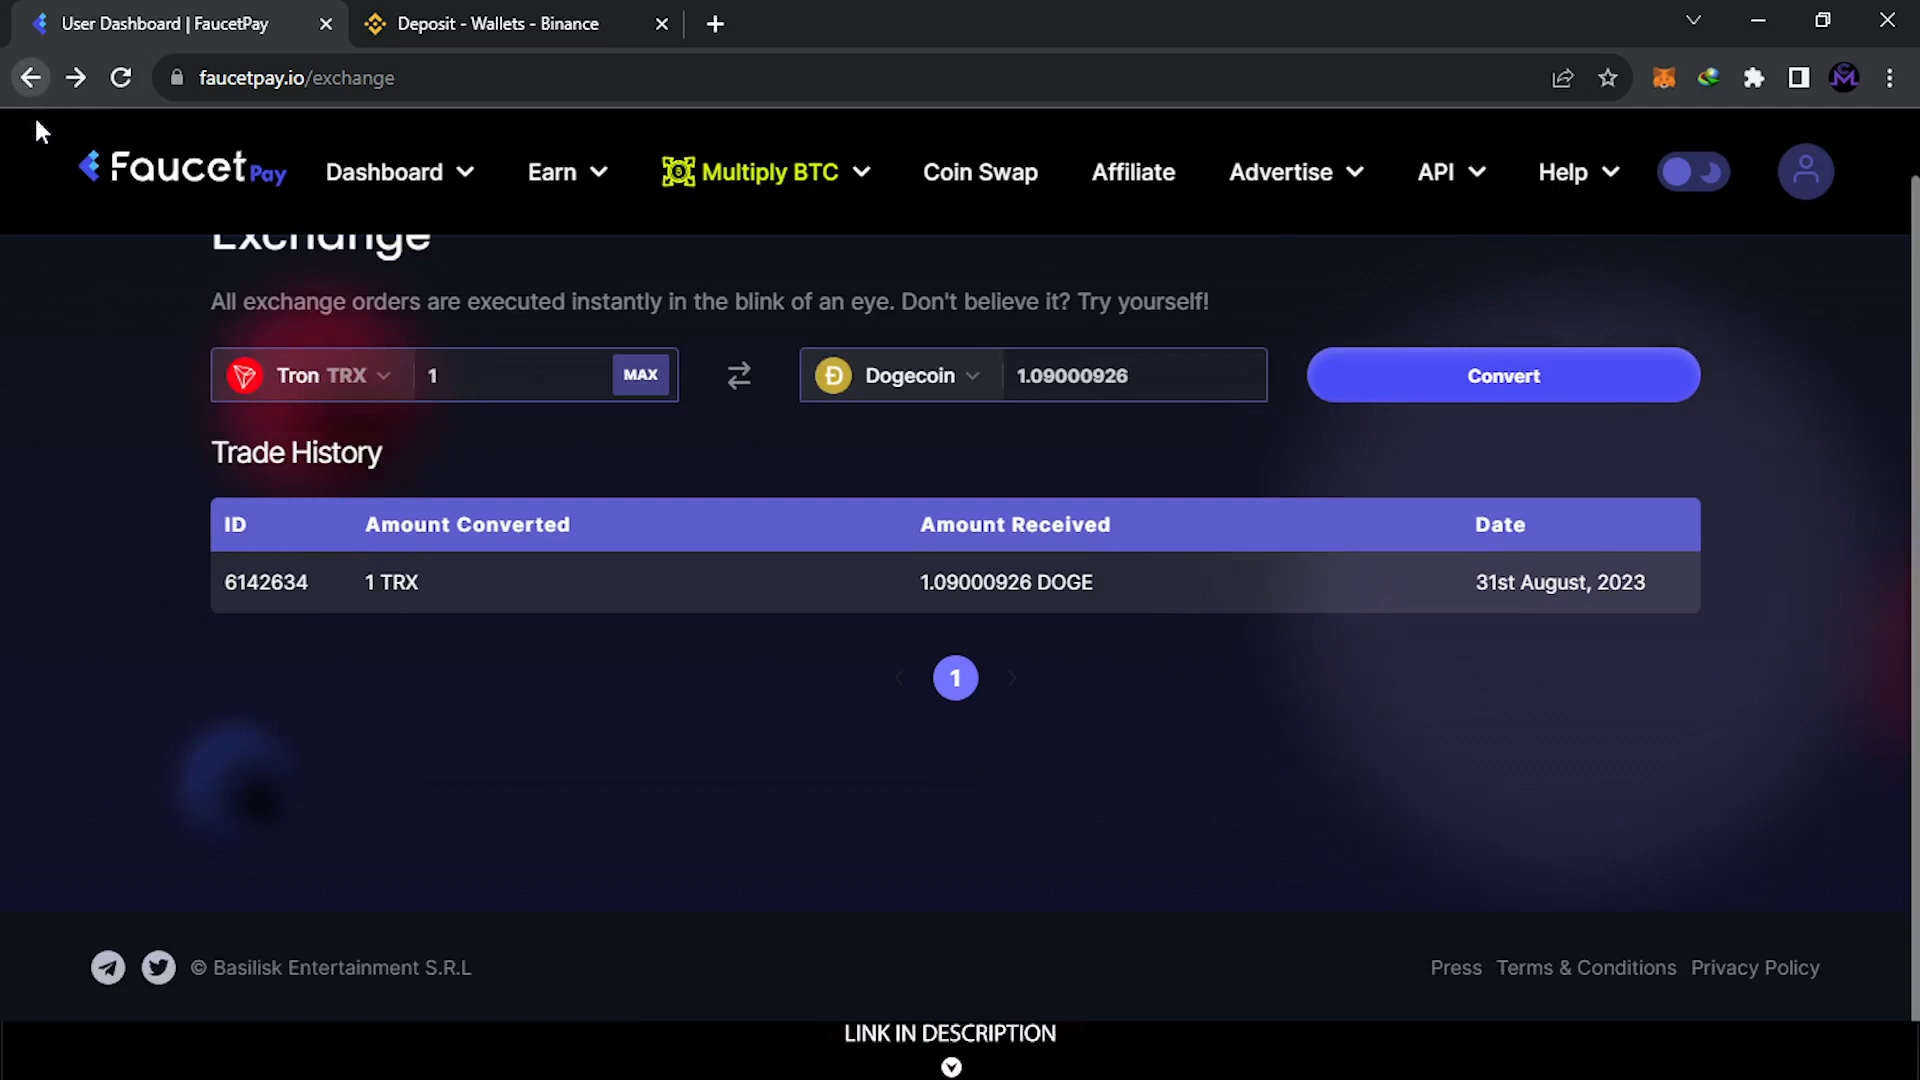 User Dashboard | FaucetPay
Deposit - Wallets - Binance
faucetpay.io/exchange
FaucetPay
Dashboard
Earn
Multiply BTC
Coin Swap
Affiliate
Advertise
API
Help
Exchange
All exchange orders are executed instantly in the blink of an eye. Don't believe it? Try yourself!
Tron TRX
1
MAX
Dogecoin
1.09000926
Convert
Trade History
ID
Amount Converted
Amount Received
Date
6142634
1 TRX
1.09000926 DOGE
31st August, 2023
1
© Basilisk Entertainment S.R.L
Press
Terms & Conditions
Privacy Policy
LINK IN DESCRIPTION